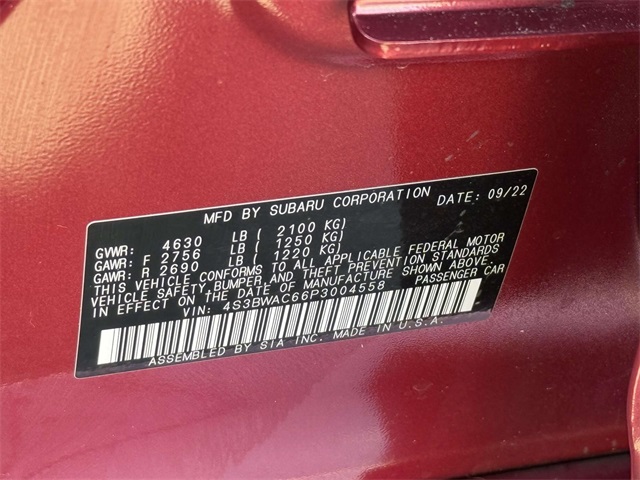 MFD BY SUBARU CORPORATION DATE: 09/22
GVWR: 4630 LB ( 2100 KG)
GAWR: F 2756 LB ( 1250 KG)
GAWR: R 2690 LB ( 1220 KG)
THIS VEHICLE CONFORMS TO ALL APPLICABLE FEDERAL MOTOR
VEHICLE SAFETY, BUMPER, AND THEFT PREVENTION STANDARDS
IN EFFECT ON THE DATE OF MANUFACTURE SHOWN ABOVE.
VIN: 4S3BWAC66P3004558 PASSENGER CAR
ASSEMBLED BY SIA INC. MADE IN U.S.A.